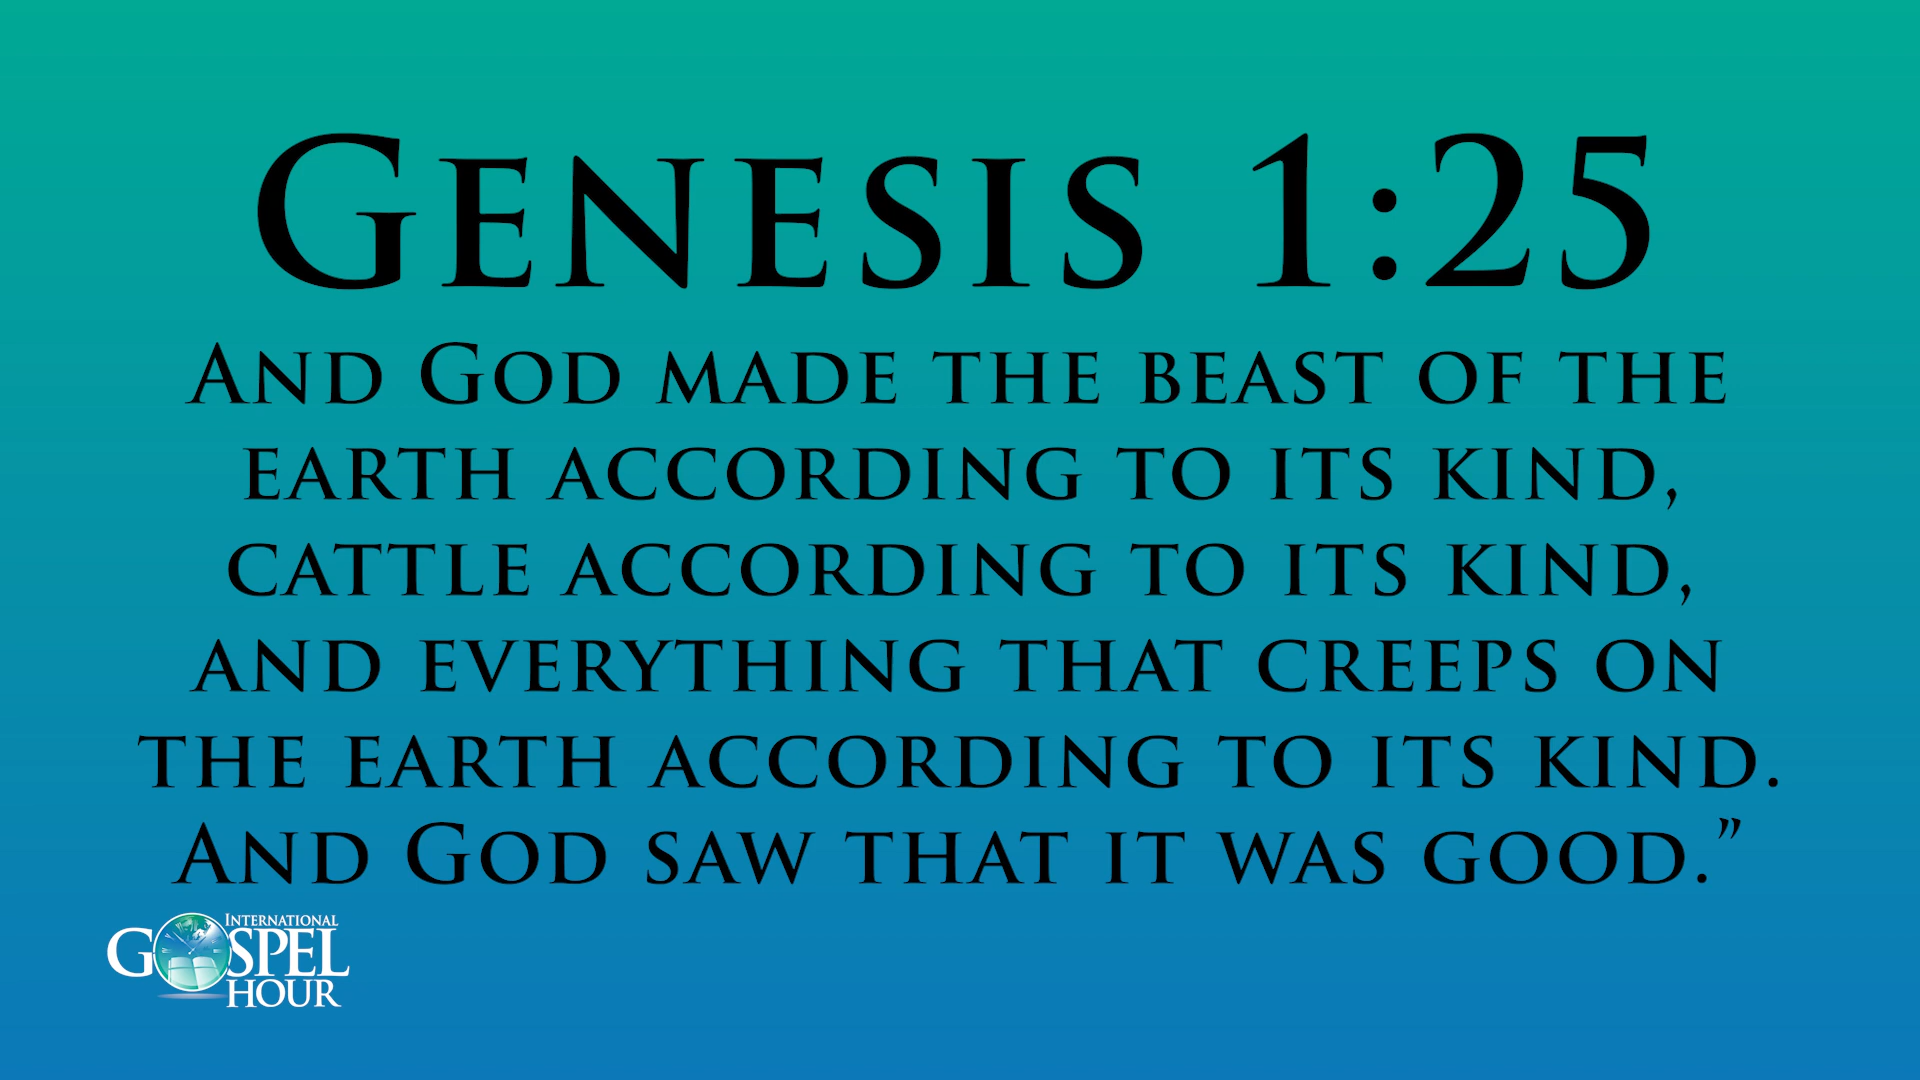 Genesis 1:25
And God made the beast of the
earth according to its kind,
cattle according to its kind,
and everything that creeps on
the earth according to its kind.
And God saw that it was good.”
International
Gospel
Hour